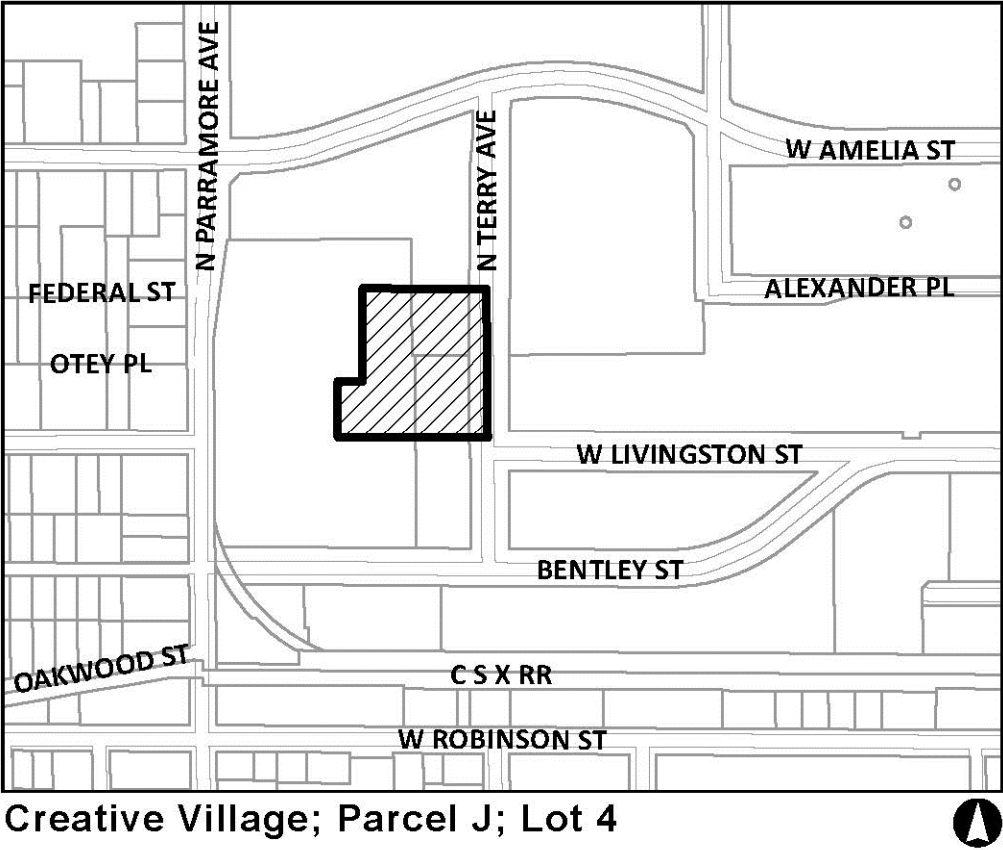 N PARRAMORE AVE
N TERRY AVE
W AMELIA ST
FEDERAL ST
ALEXANDER PL
OTEY PL
W LIVINGSTON ST
BENTLEY ST
OAKWOOD ST
C S X RR
W ROBINSON ST
Creative Village; Parcel J; Lot 4